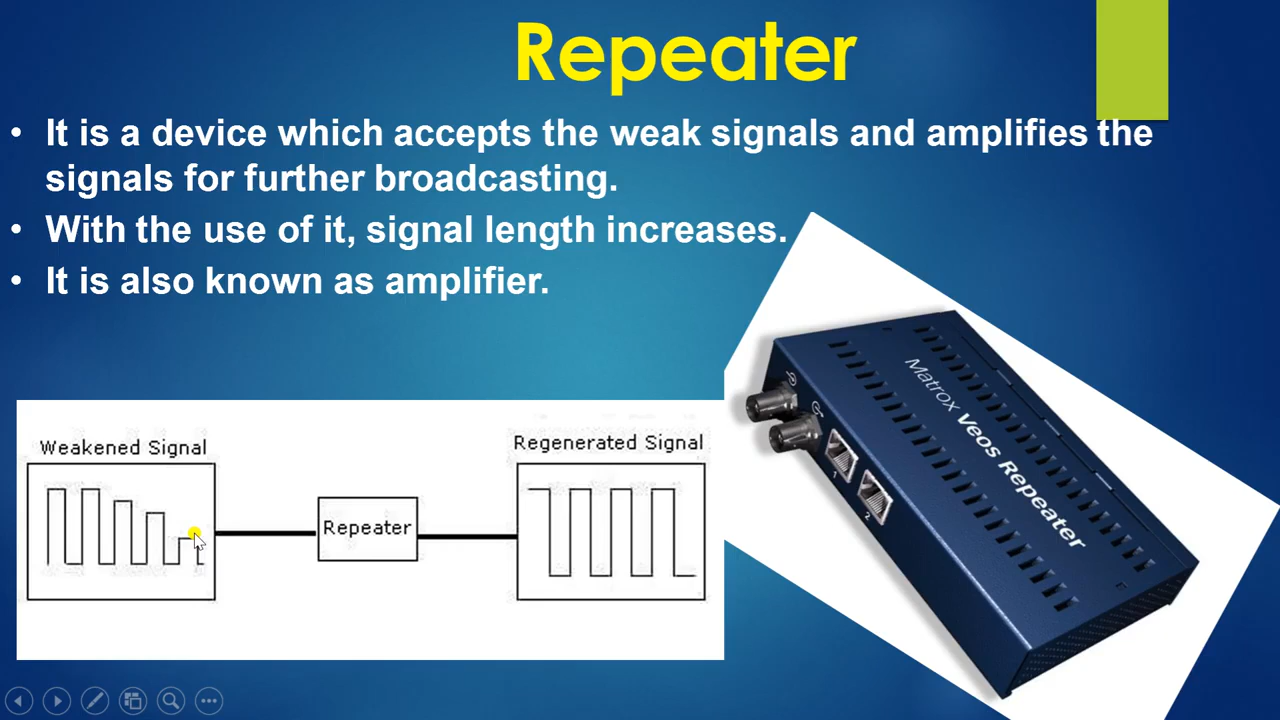 Repeater
• It is a device which accepts the weak signals and amplifies the
signals for further broadcasting.
• With the use of it, signal length increases.
• It is also known as amplifier.
Weakened Signal
Repeater
Regenerated Signal
Matrox Veos Repeater
1
2